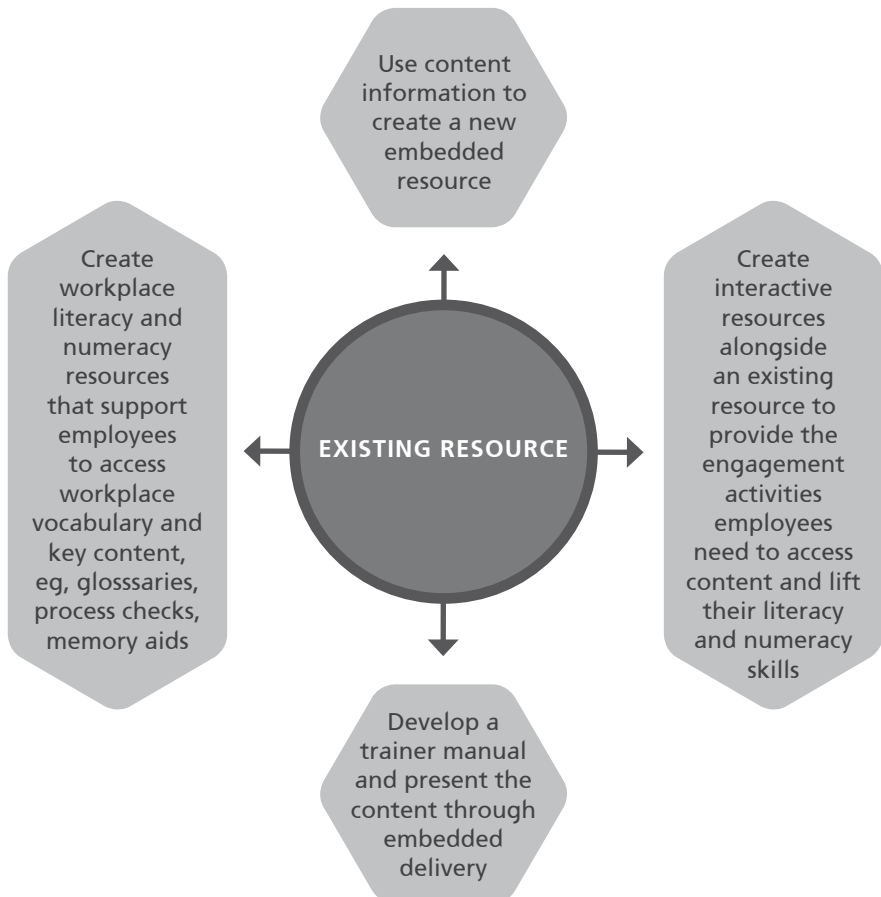 Use content
information to
create a new
embedded
resource
Create
workplace
literacy and
numeracy
resources
that support
employees
to access
workplace
vocabulary and
key content,
eg, glosssaries,
process checks,
memory aids
EXISTING RESOURCE
Create
interactive
resources
alongside
an existing
resource to
provide the
engagement
activities
employees
need to access
content and lift
their literacy
and numeracy
skills
Develop a
trainer manual
and present the
content through
embedded
delivery